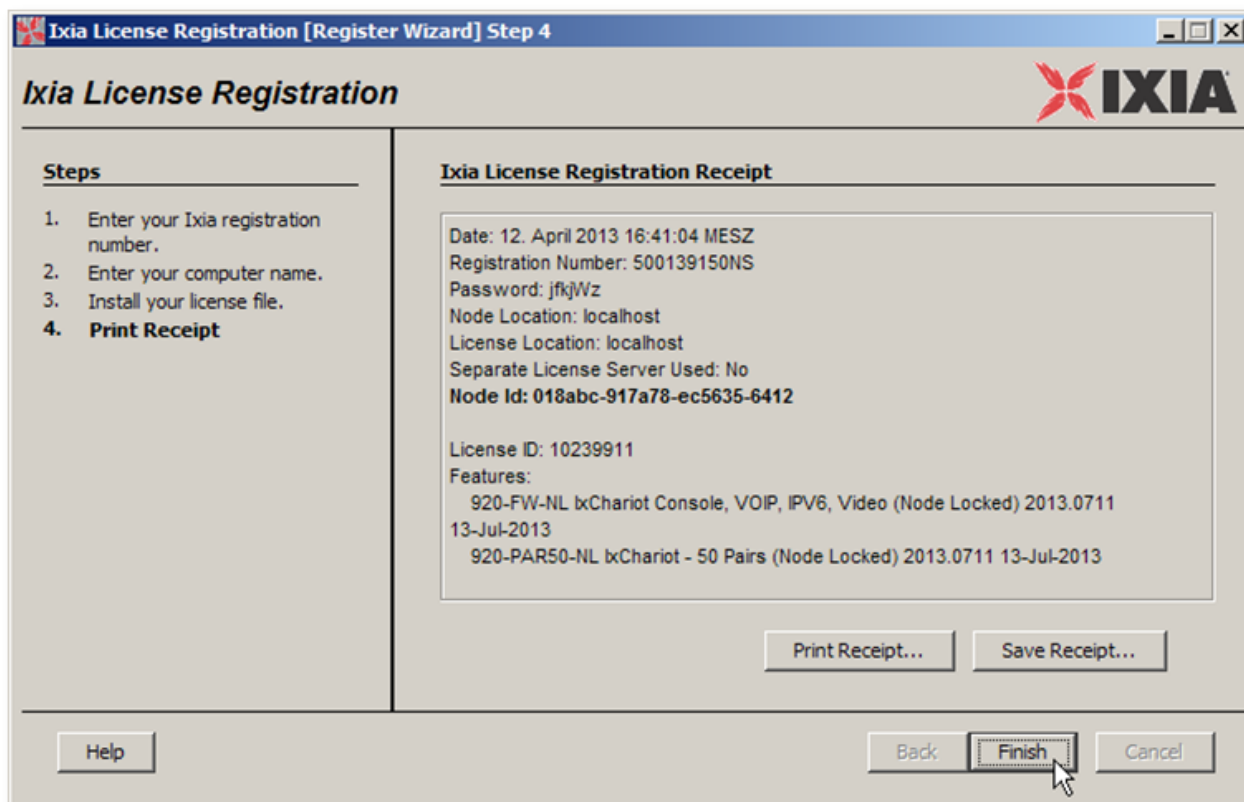 Ixia License Registration [Register Wizard] Step 4
Ixia License Registration
IXIA
Steps
1. Enter your Ixia registration
number.
2. Enter your computer name.
3. Install your license file.
4. Print Receipt
Ixia License Registration Receipt
Date: 12. April 2013 16:41:04 MESZ
Registration Number: 500139150NS
Password: jfkjWz
Node Location: localhost
License Location: localhost
Separate License Server Used: No
Node Id: 018abc-917a78-ec5635-6412
License ID: 10239911
Features:
920-FW-NL IxChariot Console, VOIP, IPV6, Video (Node Locked) 2013.0711
13-Jul-2013
920-PAR50-NL IxChariot - 50 Pairs (Node Locked) 2013.0711 13-Jul-2013
Print Receipt...
Save Receipt...
Help
Back
Finish
Cancel